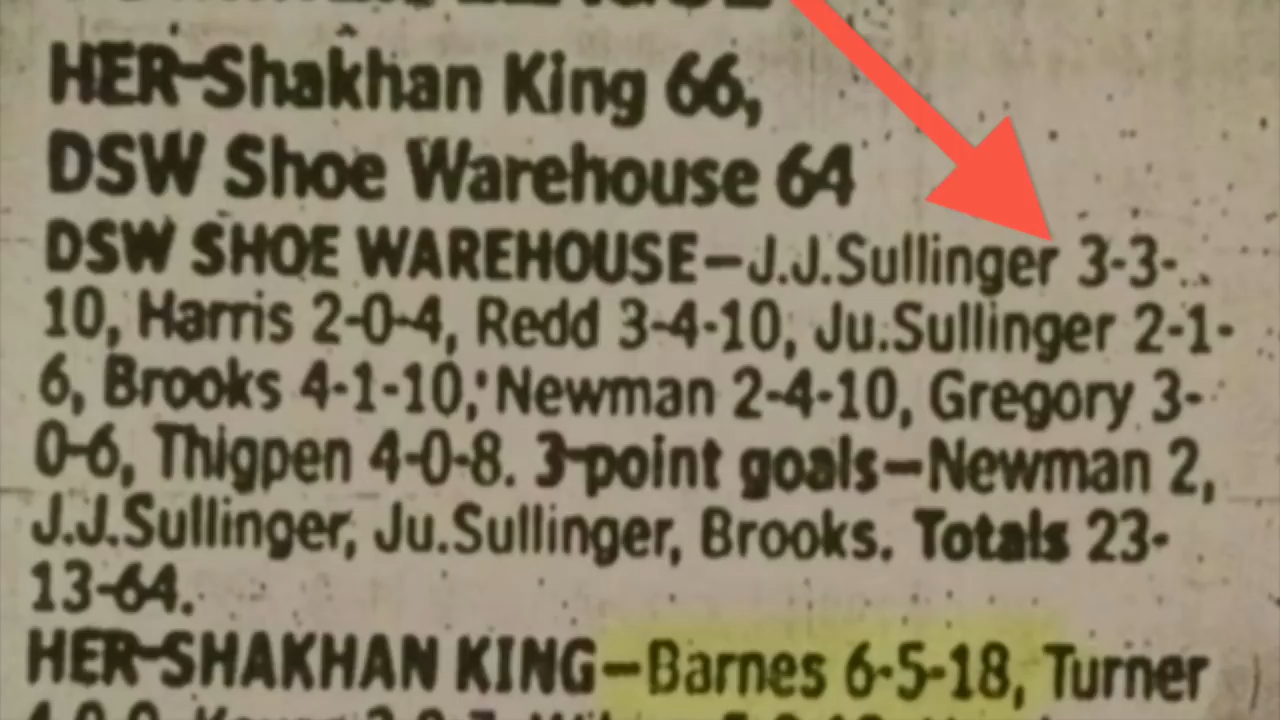 HER-Shakhan King 66,
DSW Shoe Warehouse 64
DSW SHOE WAREHOUSE—J.J.Sullinger 3-3-
10, Harris 2-0-4, Redd 3-4-10, Ju.Sullinger 2-1-
6, Brooks 4-1-10, Newman 2-4-10, Gregory 3-
0-6, Thigpen 4-0-8. 3-point goals—Newman 2,
J.J.Sullinger, Ju.Sullinger, Brooks. Totals 23-
13-64.
HER-SHAKHAN KING—Barnes 6-5-18, Turner